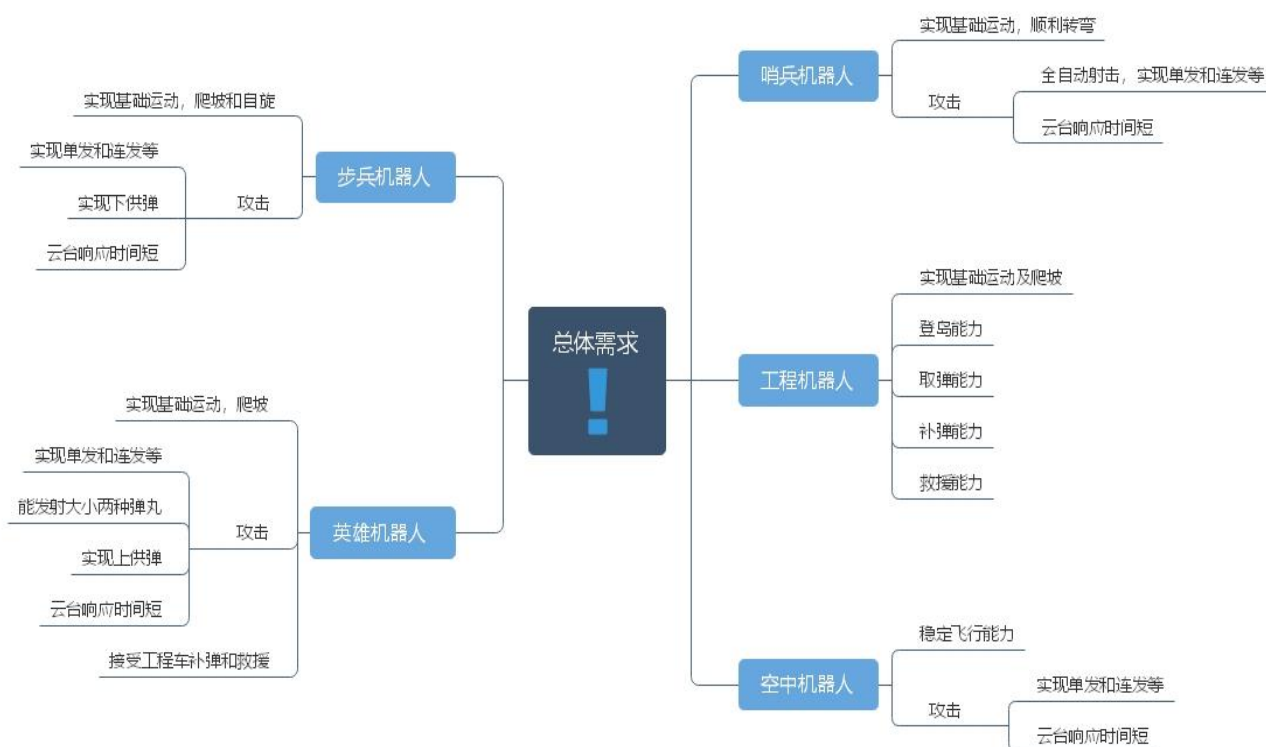 总体需求
步兵机器人
实现基础运动，爬坡和自旋
攻击
实现单发和连发等
实现下供弹
云台响应时间短
英雄机器人
实现基础运动，爬坡
攻击
实现单发和连发等
能发射大小两种弹丸
实现上供弹
云台响应时间短
接受工程车补弹和救援
哨兵机器人
实现基础运动，顺利转弯
攻击
全自动射击，实现单发和连发等
云台响应时间短
工程机器人
实现基础运动及爬坡
登岛能力
取弹能力
补弹能力
救援能力
空中机器人
稳定飞行能力
攻击
实现单发和连发等
云台响应时间短